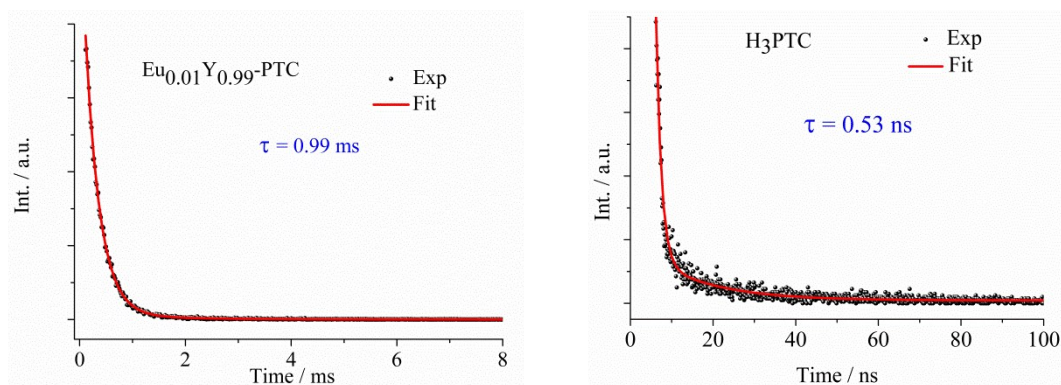 Eu0.01Y0.99-PTC
Exp
Fit
τ = 0.99 ms
Int. / a.u.
0 2 4 6 8
Time / ms
H3PTC
Exp
Fit
τ = 0.53 ns
Int. / a.u.
0 20 40 60 80 100
Time / ns